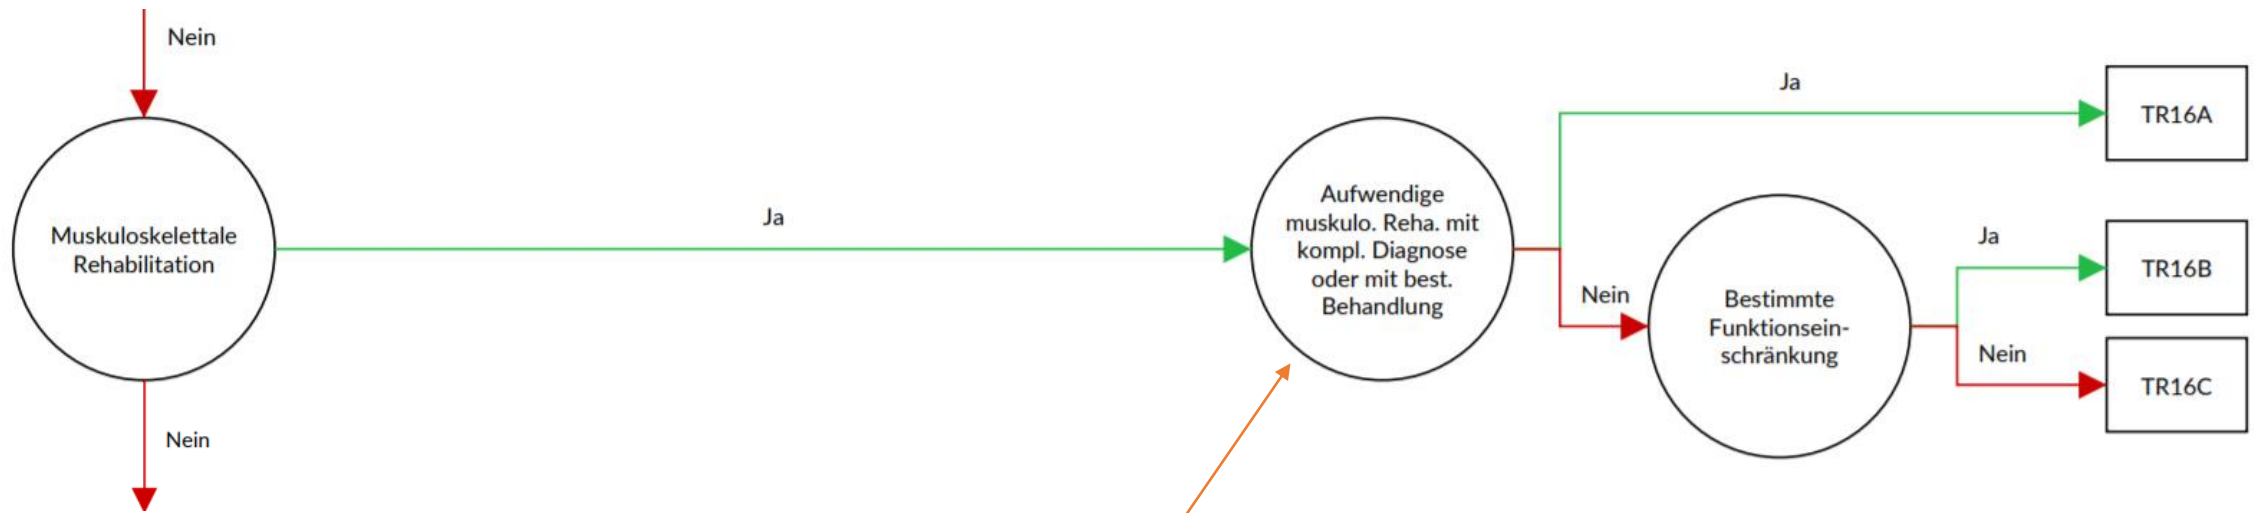 Nein
Muskuloskelettale
Rehabilitation
Nein
Ja
Aufwendige
muskulo. Reha. mit
kompl. Diagnose
oder mit best.
Behandlung
Ja
TR16A
Nein
Bestimmte
Funktionsein-
schränkung
Ja
TR16B
Nein
TR16C